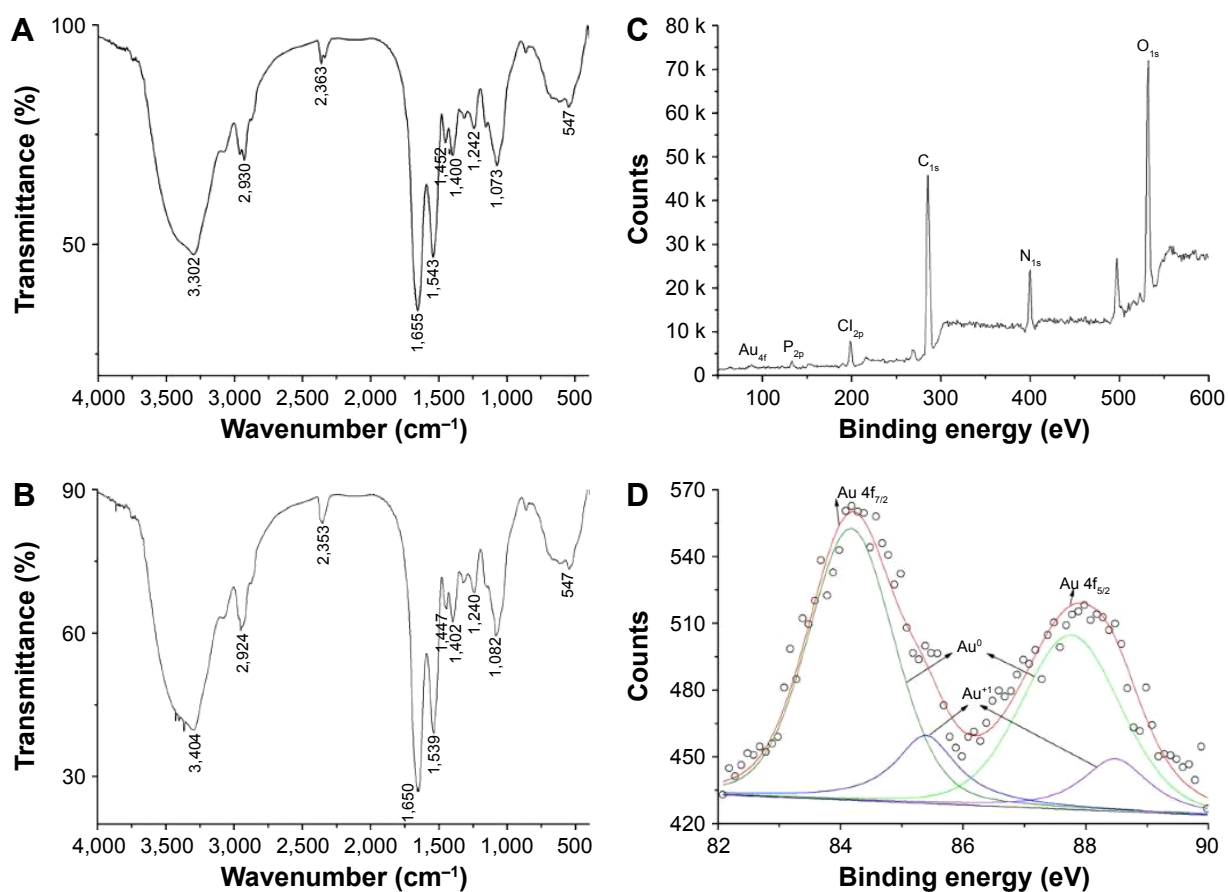 A
100
50
Transmittance (%)
3,302
2,930
2,363
1,655
1,543
1,452
1,400
1,242
1,073
547
4,000 3,500 3,000 2,500 2,000 1,500 1,000 500
Wavenumber (cm⁻¹)
B
90
60
30
Transmittance (%)
3,404
2,924
2,353
1,650
1,539
1,447
1,402
1,240
1,082
547
4,000 3,500 3,000 2,500 2,000 1,500 1,000 500
Wavenumber (cm⁻¹)
C
80 k
70 k
60 k
50 k
40 k
30 k
20 k
10 k
0
Counts
Au4f
P2p
Cl2p
C1s
N1s
O1s
100 200 300 400 500 600
Binding energy (eV)
D
570
540
510
480
450
420
Counts
Au 4f7/2
Au 4f5/2
Au⁰
Au⁺¹
82 84 86 88 90
Binding energy (eV)